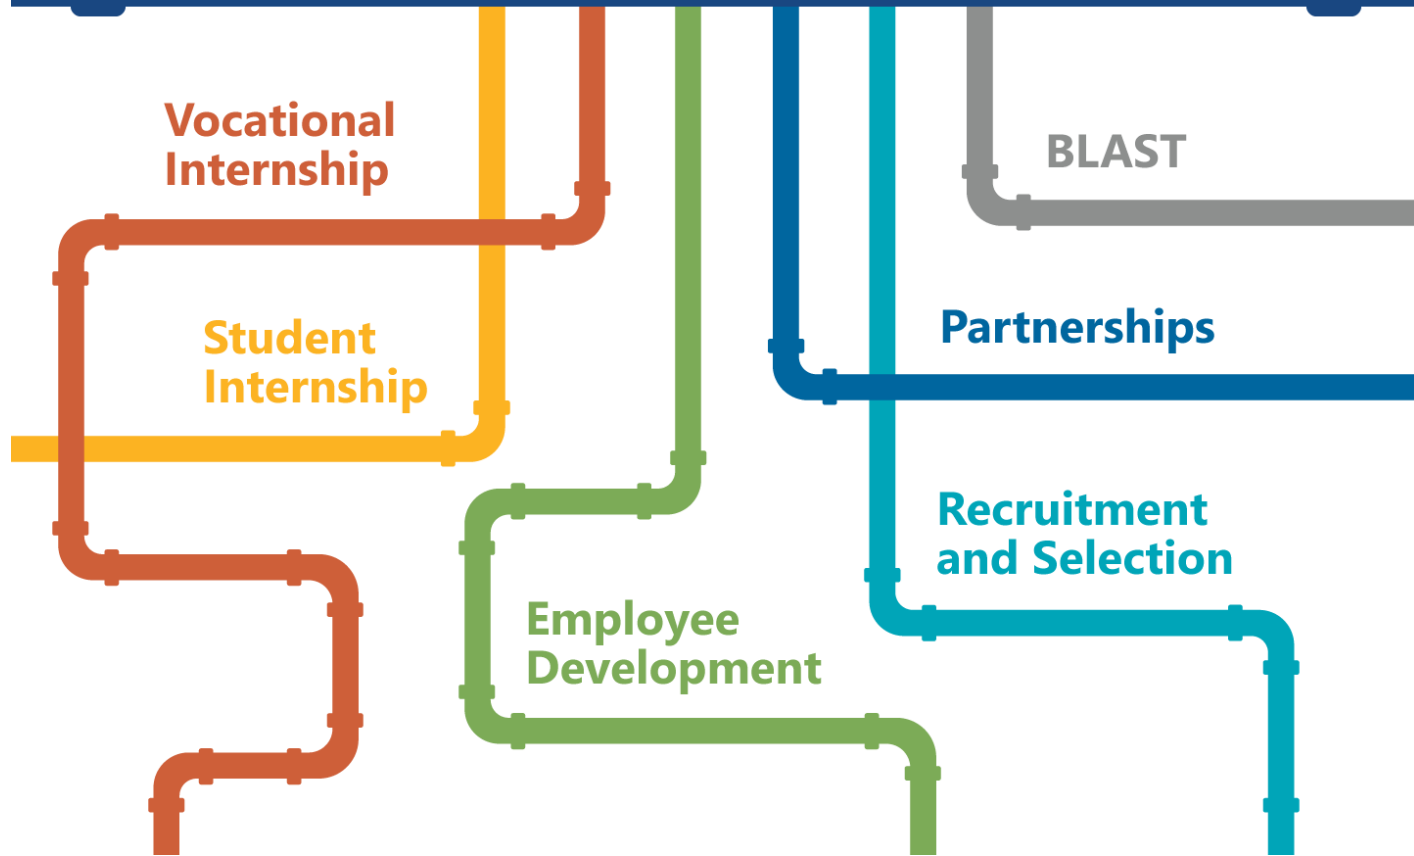 Vocational
Internship
BLAST
Student
Internship
Partnerships
Recruitment
and Selection
Employee
Development